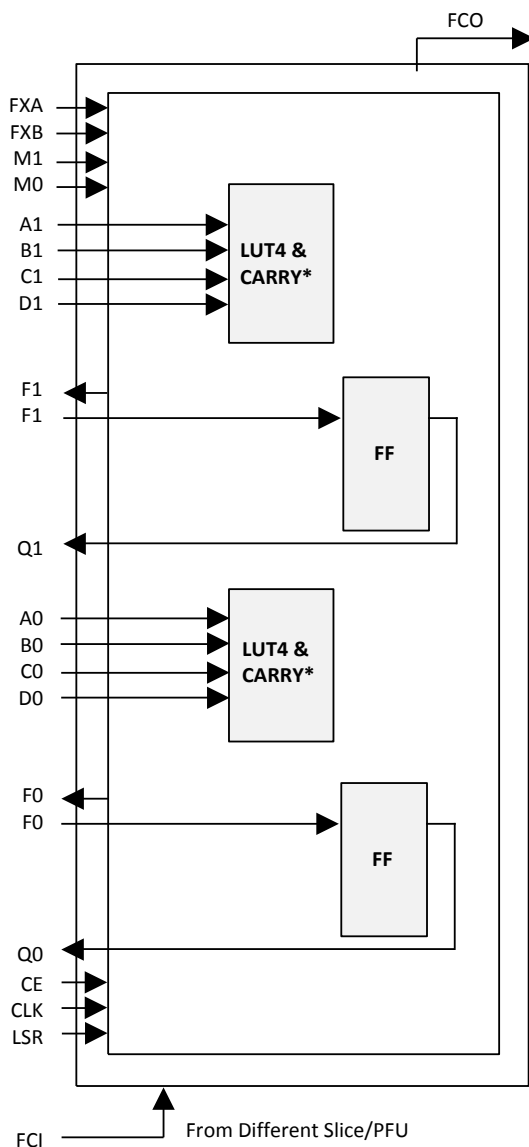 FCO
FXA
FXB
M1
M0
A1
B1
C1
D1
LUT4 &
CARRY*
F1
F1
FF
Q1
A0
B0
C0
D0
LUT4 &
CARRY*
F0
F0
FF
Q0
CE
CLK
LSR
FCI
From Different Slice/PFU